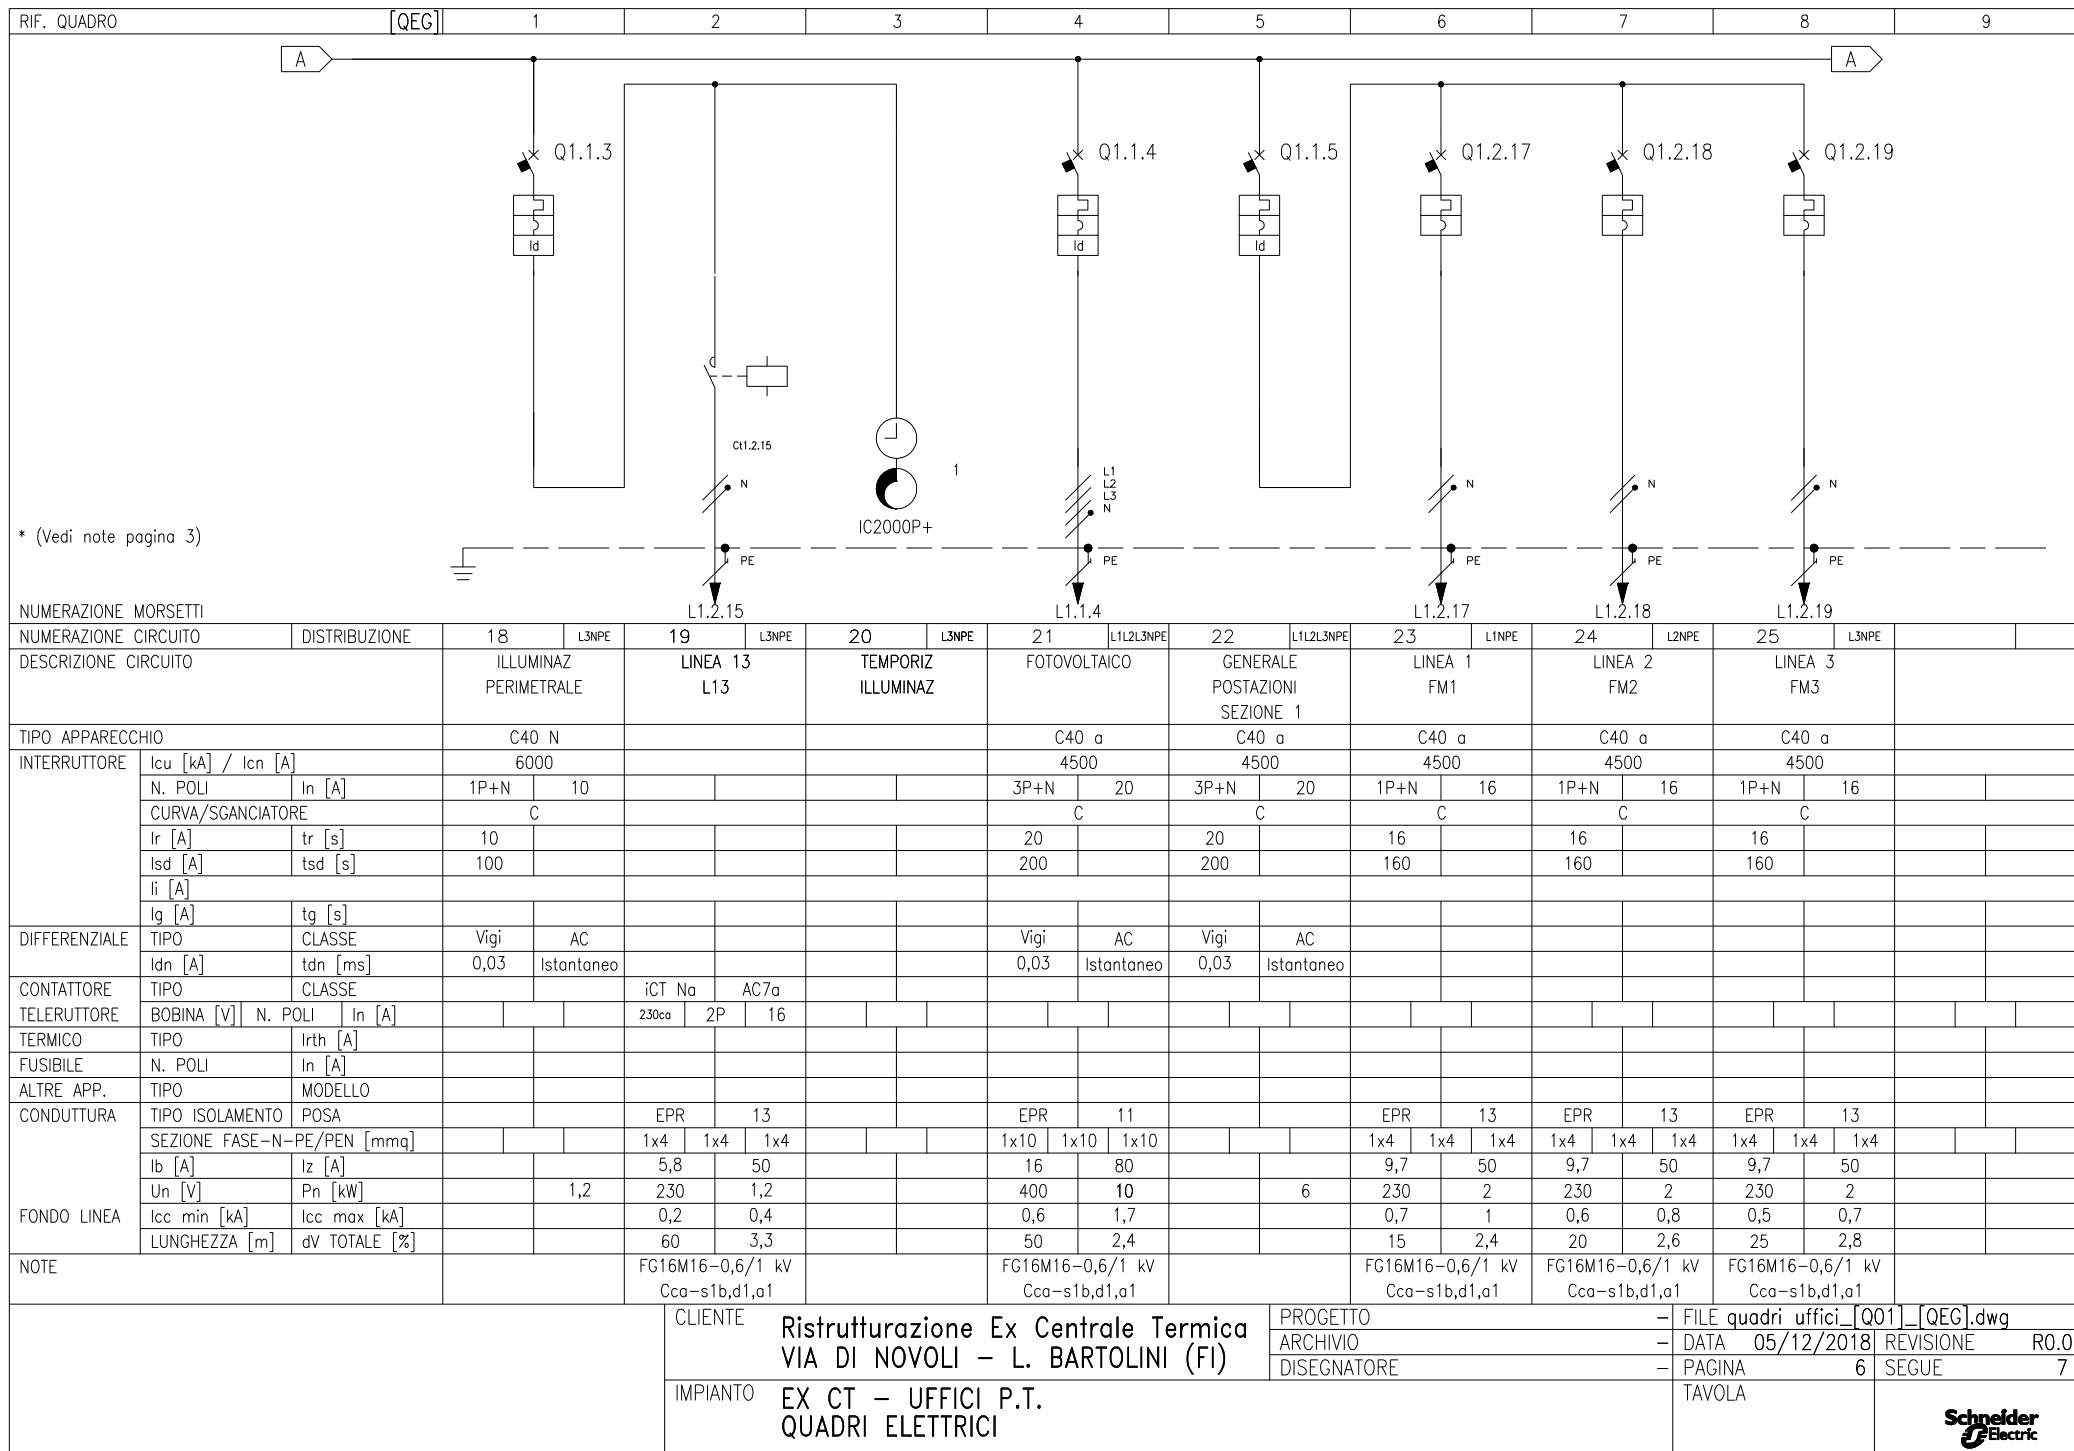 RIF. QUADRO [QEG] 1 2 3 4 5 6 7 8 9
A A
Q1.1.3 Q1.1.4 Q1.1.5 Q1.2.17 Q1.2.18 Q1.2.19
Id Id Id
Ct1.2.15
1
L1
L2
L3
N
N N N N
IC2000P+
* (Vedi note pagina 3)
PE PE PE PE PE
NUMERAZIONE MORSETTI L1.2.15 L1.1.4 L1.2.17 L1.2.18 L1.2.19
NUMERAZIONE CIRCUITO DISTRIBUZIONE 18 L3NPE 19 L3NPE 20 L3NPE 21 L1L2L3NPE 22 L1L2L3NPE 23 L1NPE 24 L2NPE 25 L3NPE
DESCRIZIONE CIRCUITO ILLUMINAZ LINEA 13 TEMPORIZ FOTOVOLTAICO GENERALE LINEA 1 LINEA 2 LINEA 3
PERIMETRALE L13 ILLUMINAZ POSTAZIONI FM1 FM2 FM3
SEZIONE 1
TIPO APPARECCHIO C40 N C40 a C40 a C40 a C40 a C40 a
INTERRUTTORE Icu [kA] / Icn [A] 6000 4500 4500 4500 4500 4500
N. POLI In [A] 1P+N 10 3P+N 20 3P+N 20 1P+N 16 1P+N 16 1P+N 16
CURVA/SGANCIATORE C C C C C C
Ir [A] tr [s] 10 20 20 16 16 16
Isd [A] tsd [s] 100 200 200 160 160 160
Ii [A]
Ig [A] tg [s]
DIFFERENZIALE TIPO CLASSE Vigi AC Vigi AC Vigi AC
Idn [A] tdn [ms] 0,03 Istantaneo 0,03 Istantaneo 0,03 Istantaneo
CONTATTORE TIPO CLASSE iCT Na AC7a
TELERUTTORE BOBINA [V] N. POLI In [A] 230ca 2P 16
TERMICO TIPO Irth [A]
FUSIBILE N. POLI In [A]
ALTRE APP. TIPO MODELLO
CONDUTTURA TIPO ISOLAMENTO POSA EPR 13 EPR 11 EPR 13 EPR 13 EPR 13
SEZIONE FASE-N-PE/PEN [mmq] 1x4 1x4 1x4 1x10 1x10 1x10 1x4 1x4 1x4 1x4 1x4 1x4 1x4 1x4 1x4
Ib [A] Iz [A] 5,8 50 16 80 9,7 50 9,7 50 9,7 50
Un [V] Pn [kW] 1,2 230 1,2 400 10 6 230 2 230 2 230 2
FONDO LINEA Icc min [kA] Icc max [kA] 0,2 0,4 0,6 1,7 0,7 1 0,6 0,8 0,5 0,7
LUNGHEZZA [m] dV TOTALE [%] 60 3,3 50 2,4 15 2,4 20 2,6 25 2,8
NOTE FG16M16-0,6/1 kV FG16M16-0,6/1 kV FG16M16-0,6/1 kV FG16M16-0,6/1 kV FG16M16-0,6/1 kV
Cca-s1b,d1,a1 Cca-s1b,d1,a1 Cca-s1b,d1,a1 Cca-s1b,d1,a1 Cca-s1b,d1,a1
CLIENTE Ristrutturazione Ex Centrale Termica
VIA DI NOVOLI - L. BARTOLINI (FI)
PROGETTO - FILE quadri uffici_[Q01]_[QEG].dwg
ARCHIVIO - DATA 05/12/2018 REVISIONE R0.0
DISEGNATORE - PAGINA 6 SEGUE 7
IMPIANTO EX CT - UFFICI P.T.
QUADRI ELETTRICI
TAVOLA
Schneider
Electric